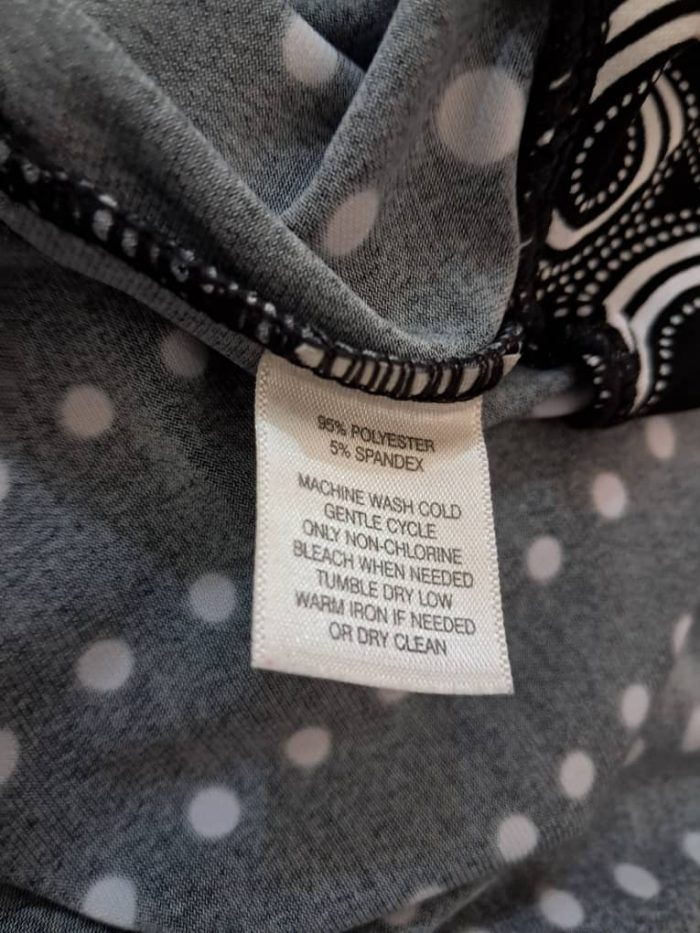 95% POLYESTER
5% SPANDEX
MACHINE WASH COLD
GENTLE CYCLE
ONLY NON-CHLORINE
BLEACH WHEN NEEDED
TUMBLE DRY LOW
WARM IRON IF NEEDED
OR DRY CLEAN